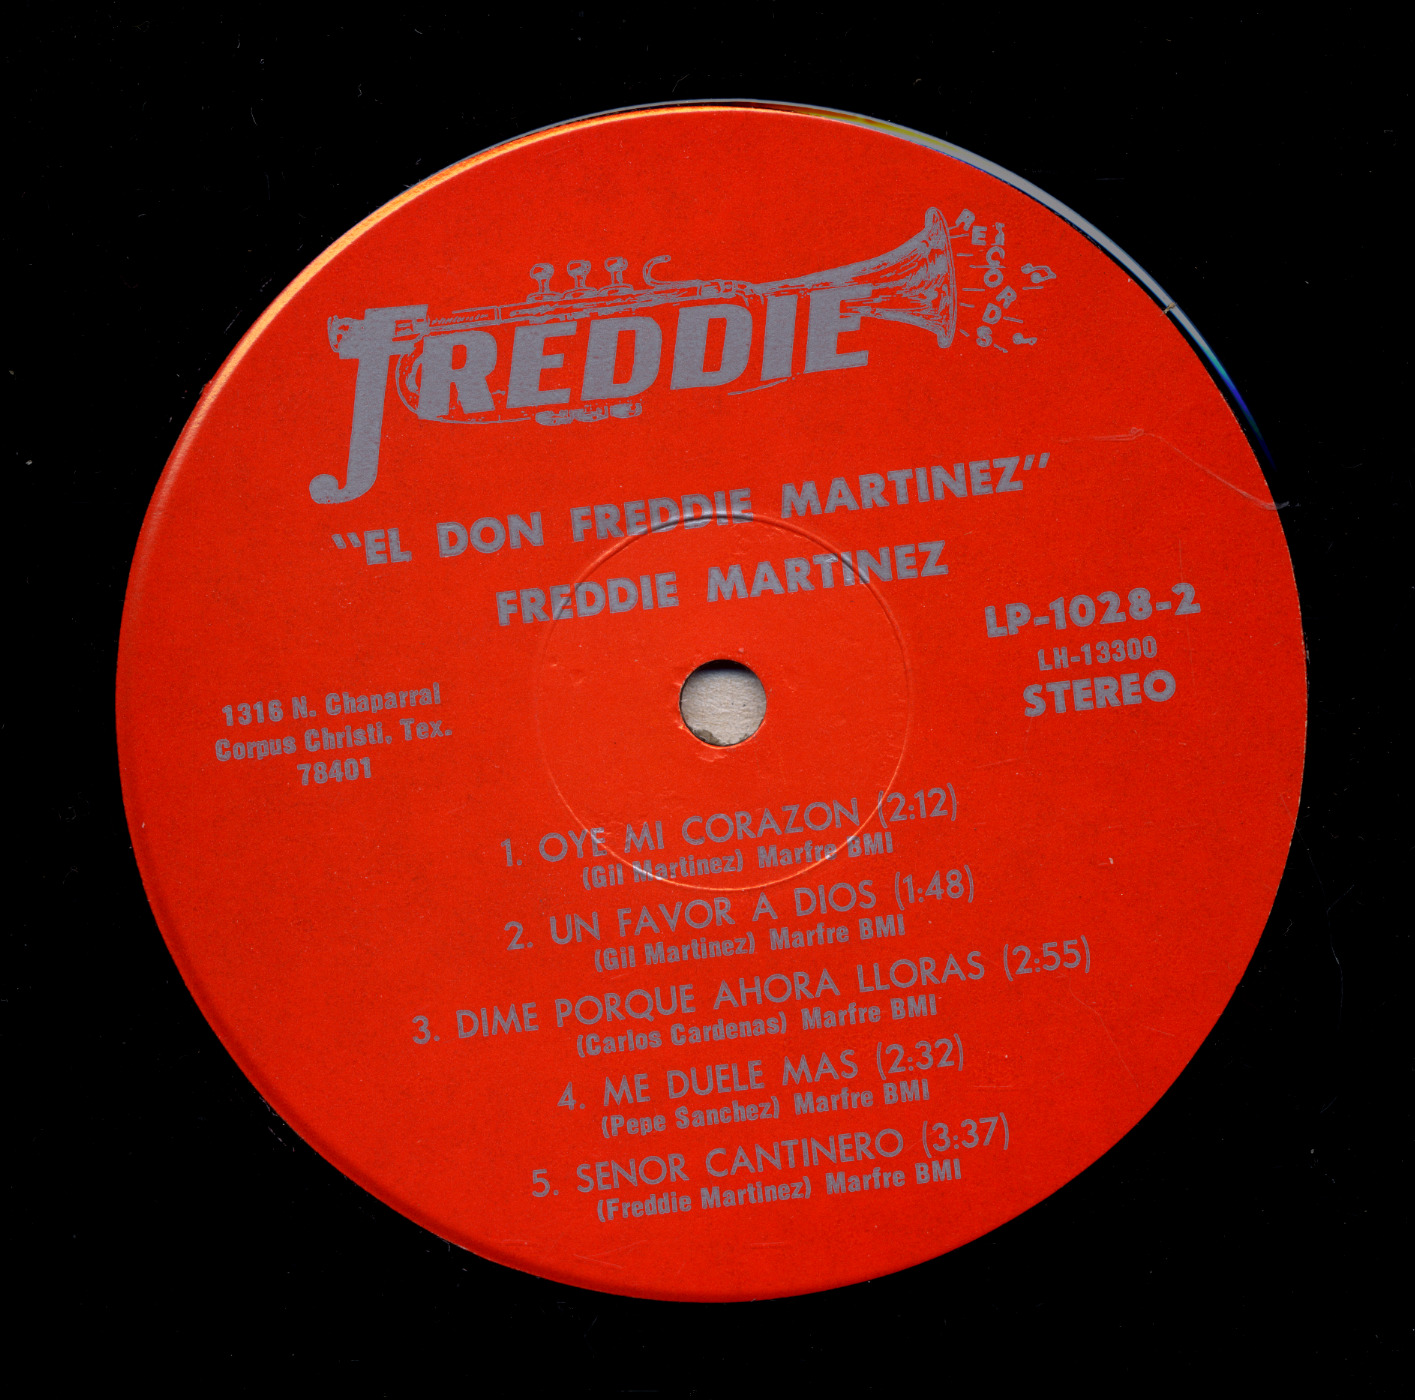 FREDDIE
RECORDS
"EL DON FREDDIE MARTINEZ"
FREDDIE MARTINEZ
LP-1028-2
LH-13300
STEREO
1316 N. Chaparral
Corpus Christi, Tex.
78401
1. OYE MI CORAZON (2:12)
(Gil Martinez) Marfre BMI
2. UN FAVOR A DIOS (1:48)
(Gil Martinez) Marfre BMI
3. DIME PORQUE AHORA LLORAS (2:55)
(Carlos Cardenas) Marfre BMI
4. ME DUELE MAS (2:32)
(Pepe Sanchez) Marfre BMI
5. SENOR CANTINERO (3:37)
(Freddie Martinez) Marfre BMI